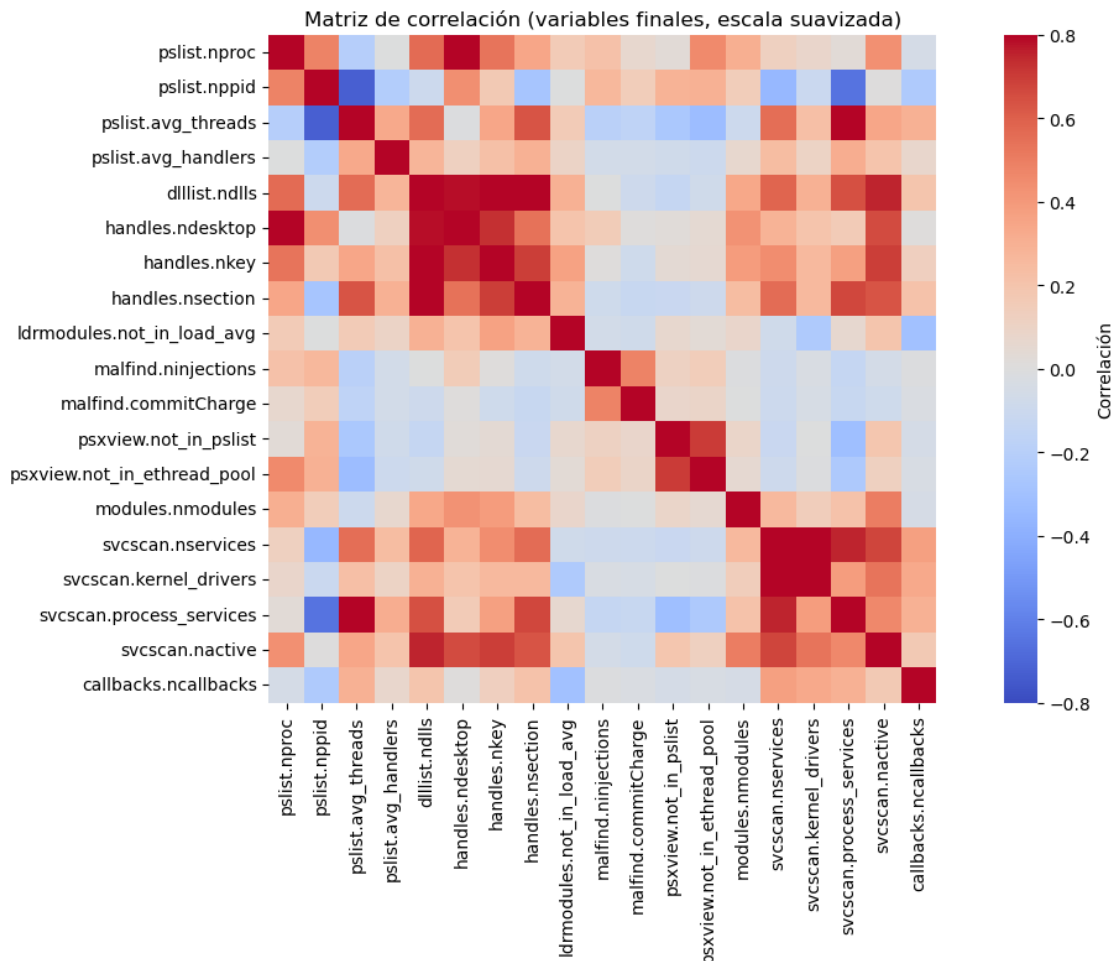 Matriz de correlación (variables finales, escala suavizada)
pslist.nproc
pslist.nppid
pslist.avg_threads
pslist.avg_handlers
dlllist.ndlls
handles.ndesktop
handles.nkey
handles.nsection
ldrmodules.not_in_load_avg
malfind.ninjections
malfind.commitCharge
psxview.not_in_pslist
psxview.not_in_ethread_pool
modules.nmodules
svcscan.nservices
svcscan.kernel_drivers
svcscan.process_services
svcscan.nactive
callbacks.ncallbacks
pslist.nproc
pslist.nppid
pslist.avg_threads
pslist.avg_handlers
dlllist.ndlls
handles.ndesktop
handles.nkey
handles.nsection
ldrmodules.not_in_load_avg
malfind.ninjections
malfind.commitCharge
psxview.not_in_pslist
psxview.not_in_ethread_pool
modules.nmodules
svcscan.nservices
svcscan.kernel_drivers
svcscan.process_services
svcscan.nactive
callbacks.ncallbacks
0.8
0.6
0.4
0.2
0.0
−0.2
−0.4
−0.6
−0.8
Correlación